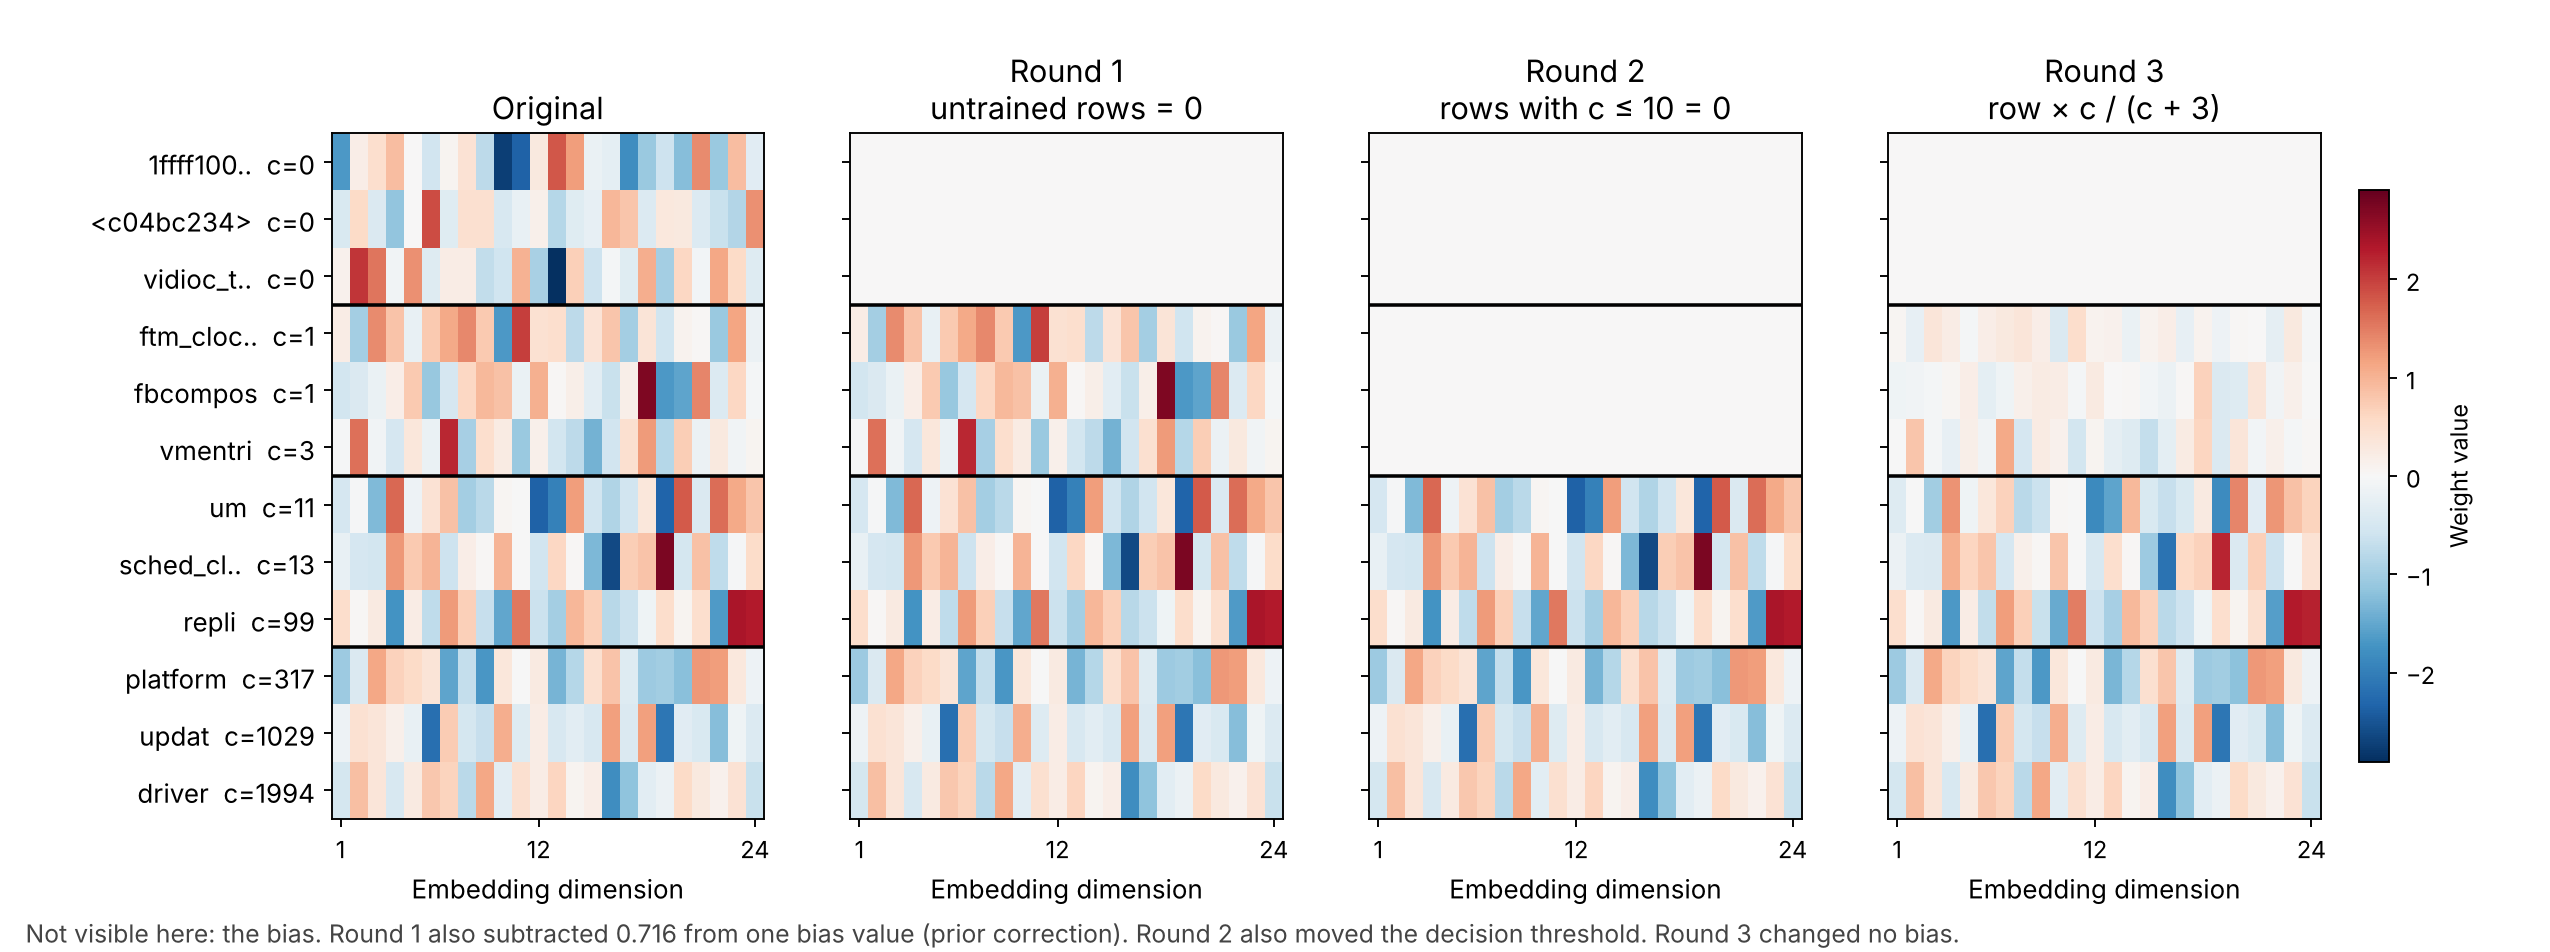 Original
Round 1
untrained rows = 0
Round 2
rows with c ≤ 10 = 0
Round 3
row × c / (c + 3)
1ffff100..  c=0
<c04bc234>  c=0
vidioc_t..  c=0
ftm_cloc..  c=1
fbcompos  c=1
vmentri  c=3
um  c=11
sched_cl..  c=13
repli  c=99
platform  c=317
updat  c=1029
driver  c=1994
1 12 24
Embedding dimension
1 12 24
Embedding dimension
1 12 24
Embedding dimension
1 12 24
Embedding dimension
2
1
0
−1
−2
Weight value
Not visible here: the bias. Round 1 also subtracted 0.716 from one bias value (prior correction). Round 2 also moved the decision threshold. Round 3 changed no bias.